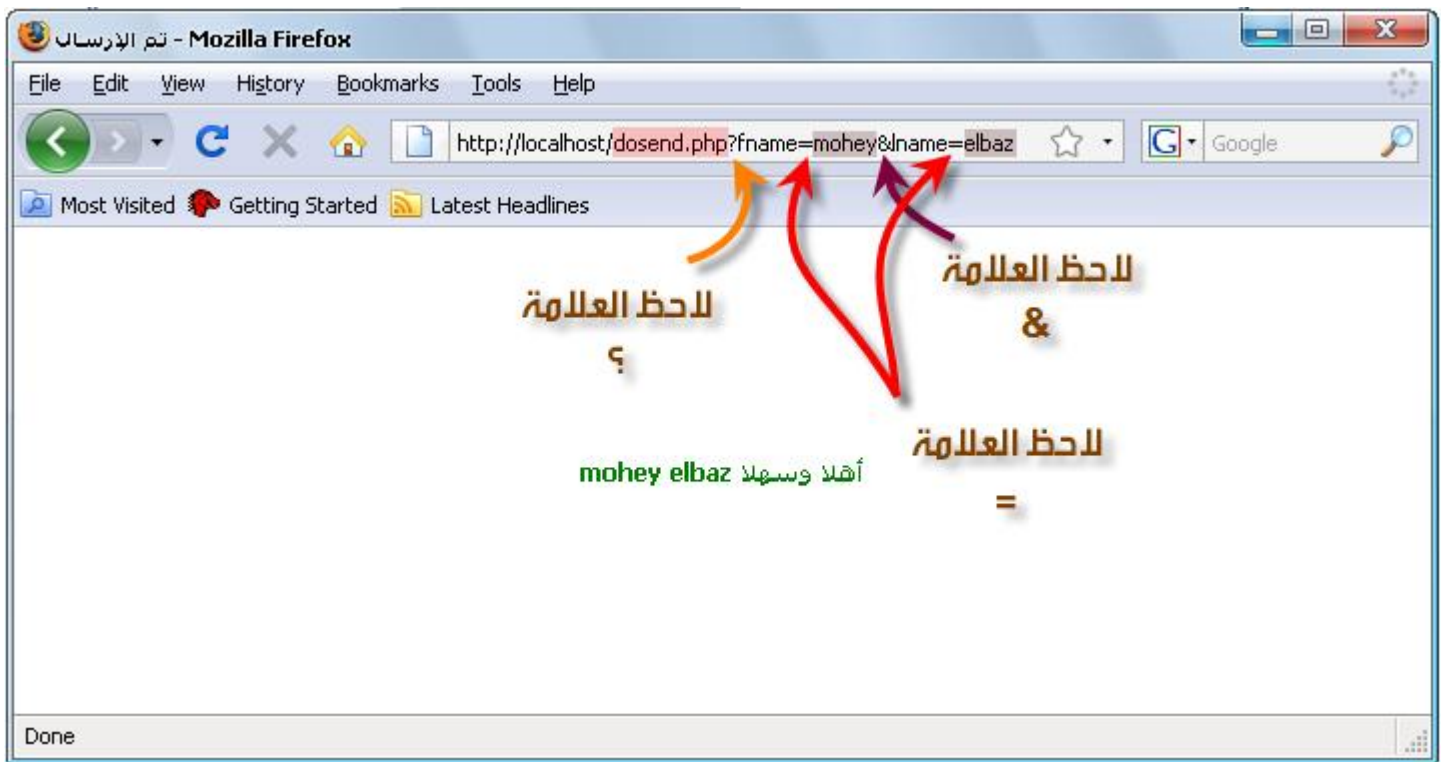 تم الإرسال - Mozilla Firefox
File Edit View History Bookmarks Tools Help
http://localhost/dosend.php?fname=mohey&lname=elbaz
Google
Most Visited Getting Started Latest Headlines
لاحظ العلامة
&
لاحظ العلامة
؟
لاحظ العلامة
=
أهلا وسهلا mohey elbaz
Done